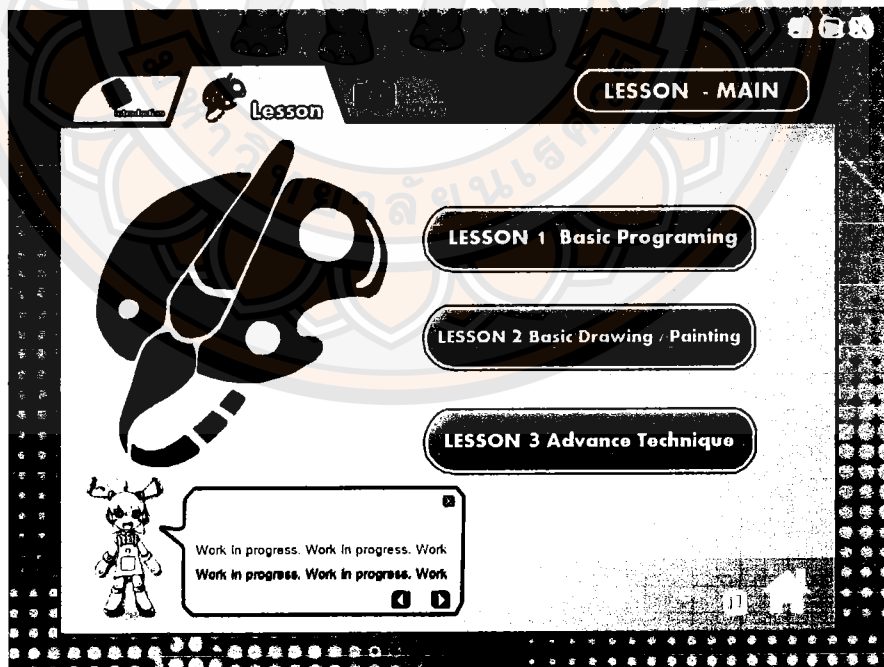 Introduction
Lesson
LESSON - MAIN
LESSON 1 Basic Programing
LESSON 2 Basic Drawing / Painting
LESSON 3 Advance Technique
Work in progress. Work in progress. Work
Work in progress. Work in progress. Work